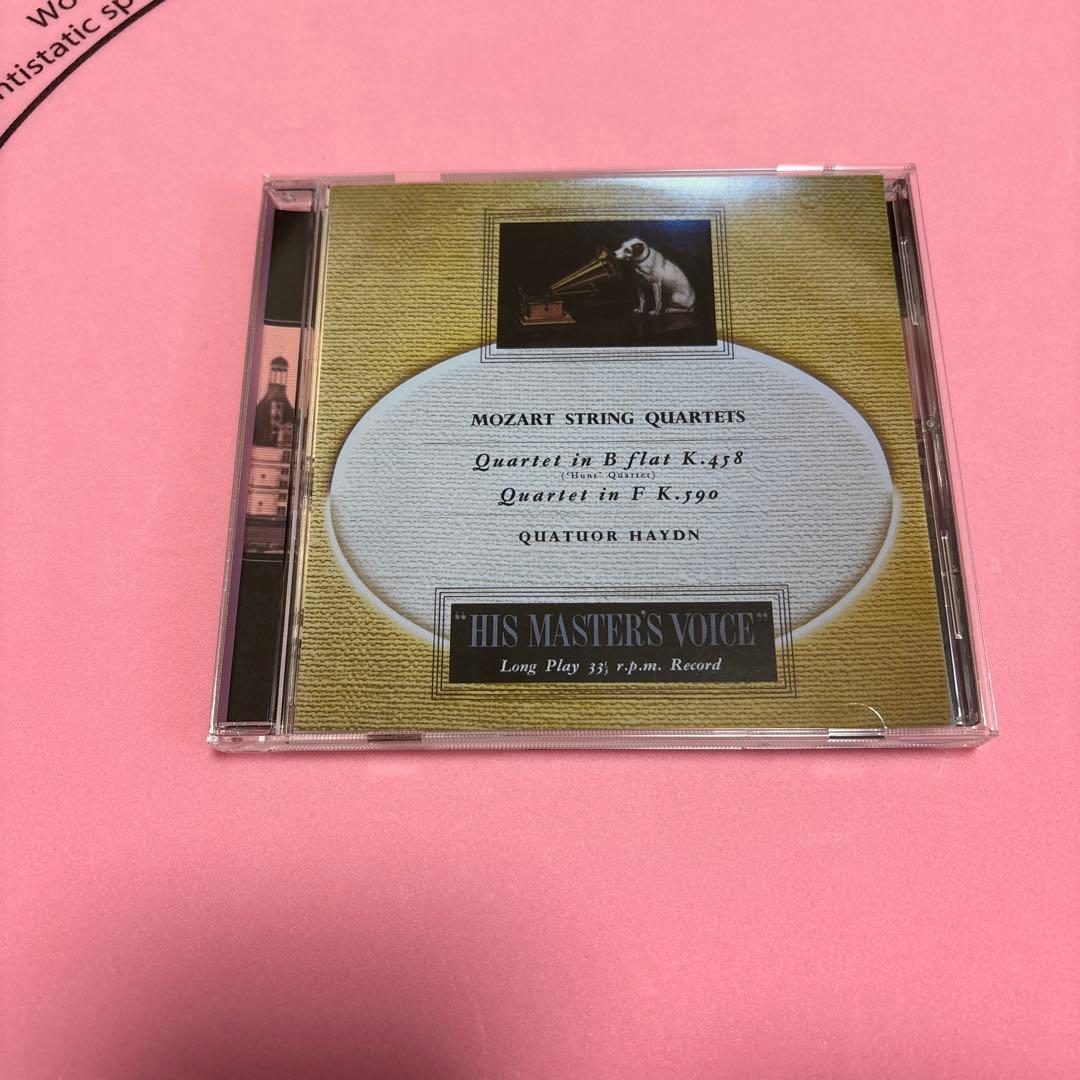 Wo
ntistatic sp
MOZART STRING QUARTETS
Quartet in B flat K.458
('Hunt' Quartet)
Quartet in F K.590
QUATUOR HAYDN
"HIS MASTER'S VOICE"
Long Play 33⅓ r.p.m. Record